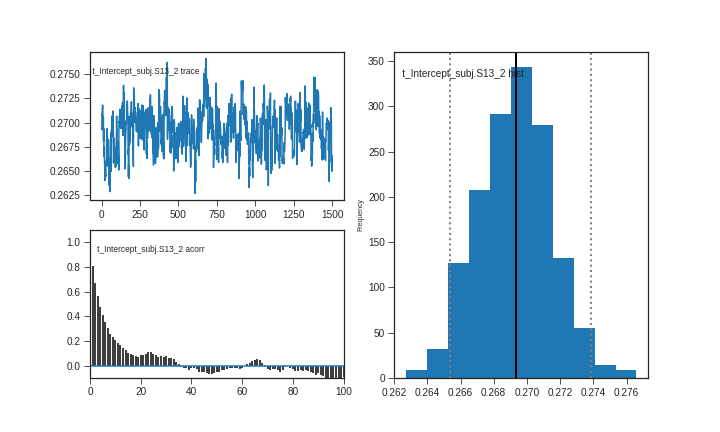 t_Intercept_subj.S13_2 trace
0.2750
0.2725
0.2700
0.2675
0.2650
0.2625
0 250 500 750 1000 1250 1500
t_Intercept_subj.S13_2 acorr
1.0
0.8
0.6
0.4
0.2
0.0
0 20 40 60 80 100
t_Intercept_subj.S13_2 hist
Frequency
350
300
250
200
150
100
50
0
0.262 0.264 0.266 0.268 0.270 0.272 0.274 0.276